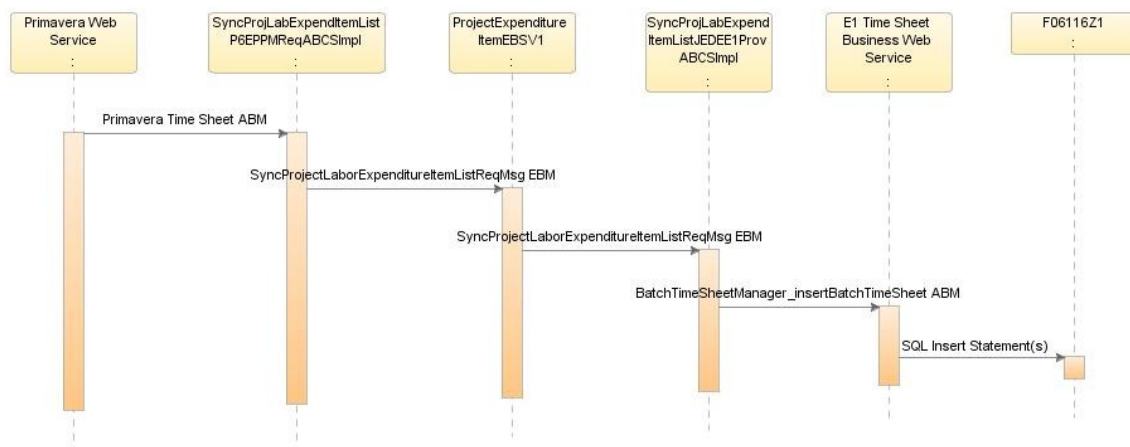 Primavera Web
Service
:
SyncProjLabExpendItemList
P6EPPMReqABCSImpl
:
ProjectExpenditure
ItemEBSV1
:
SyncProjLabExpend
ItemListJEDEE1Prov
ABCSImpl
:
E1 Time Sheet
Business Web
Service
:
F06116Z1
:
Primavera Time Sheet ABM
SyncProjectLaborExpenditureItemListReqMsg EBM
SyncProjectLaborExpenditureItemListReqMsg EBM
BatchTimeSheetManager_insertBatchTimeSheet ABM
SQL Insert Statement(s)